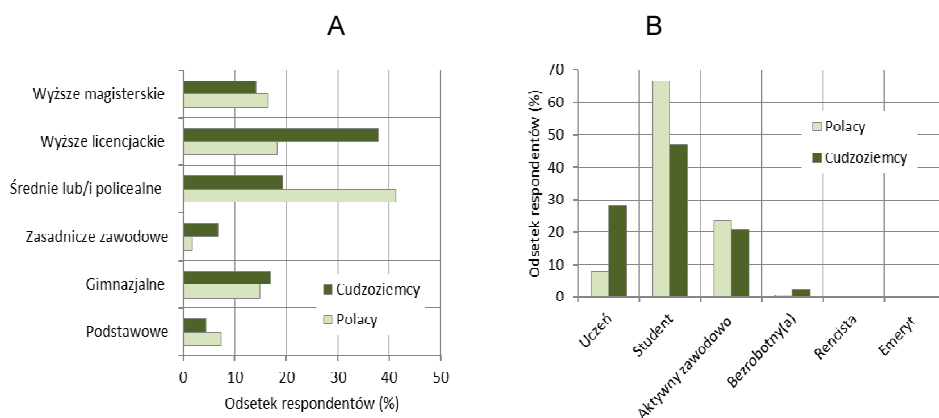 A
Wyższe magisterskie
Wyższe licencjackie
Średnie lub/i policealne
Zasadnicze zawodowe
Gimnazjalne
Podstawowe
Cudzoziemcy
Polacy
0 10 20 30 40 50
Odsetek respondentów (%)
B
Odsetek respondentów (%)
70
60
50
40
30
20
10
0
Polacy
Cudzoziemcy
Uczeń
Student
Aktywny zawodowo
Bezrobotny(a)
Rencista
Emeryt